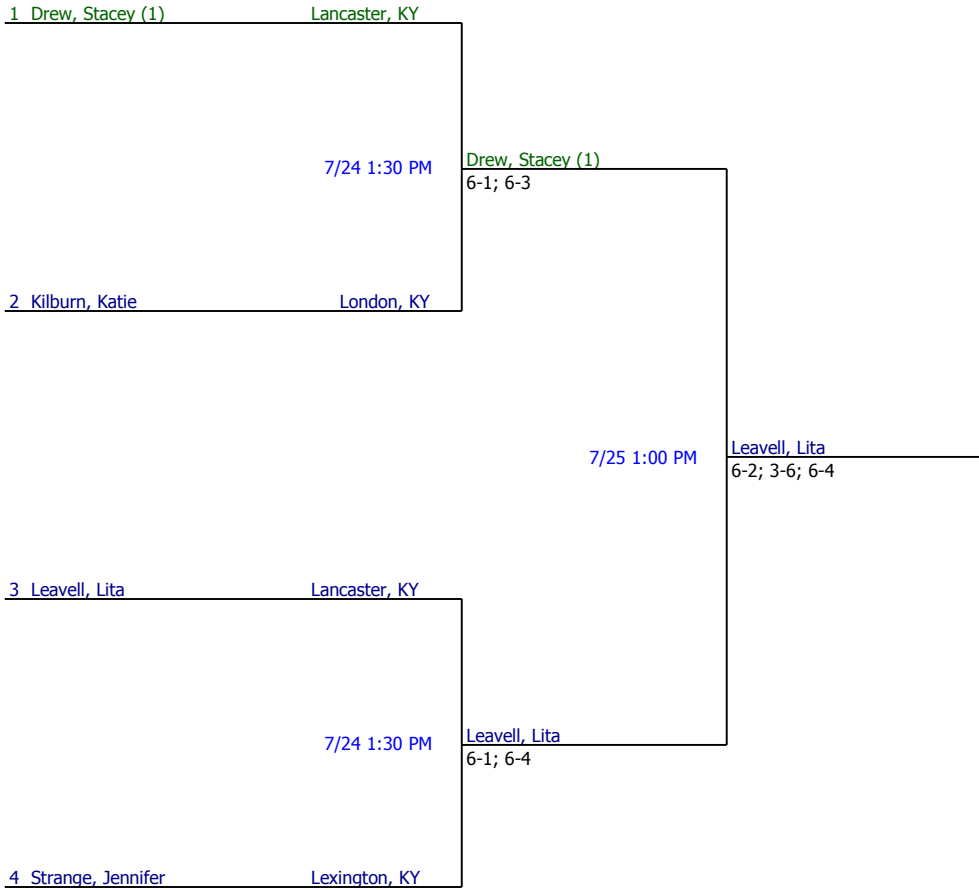 1 Drew, Stacey (1) Lancaster, KY
7/24 1:30 PM
Drew, Stacey (1)
6-1; 6-3
2 Kilburn, Katie London, KY
7/25 1:00 PM
Leavell, Lita
6-2; 3-6; 6-4
3 Leavell, Lita Lancaster, KY
7/24 1:30 PM
Leavell, Lita
6-1; 6-4
4 Strange, Jennifer Lexington, KY